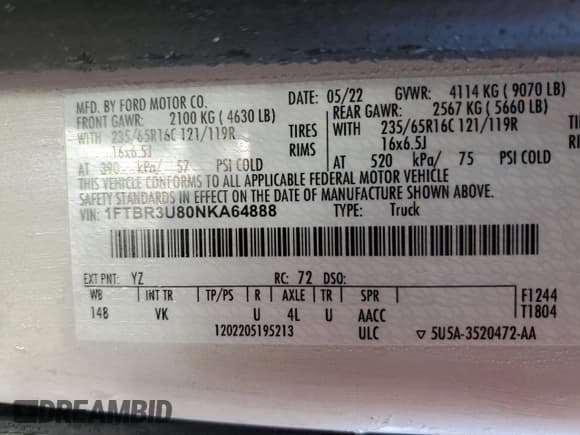 MFD. BY FORD MOTOR CO. DATE: 05/22 GVWR: 4114 KG ( 9070 LB)
FRONT GAWR: 2100 KG ( 4630 LB) REAR GAWR: 2567 KG ( 5660 LB)
WITH 235/65R16C 121/119R TIRES WITH 235/65R16C 121/119R
16x6.5J RIMS 16x6.5J
AT 390 kPa/ 57 PSI COLD AT 520 kPa/ 75 PSI COLD
THIS VEHICLE CONFORMS TO ALL APPLICABLE FEDERAL MOTOR VEHICLE
SAFETY STANDARDS IN EFFECT ON THE DATE OF MANUFACTURE SHOWN ABOVE.
VIN: 1FTBR3U80NKA64888 TYPE: Truck
EXT PNT: YZ RC: 72 DSO:
WB INT TR TP/PS R AXLE TR SPR F1244
148 VK U 4L U AACC T1804
1202205195213 ULC ▽ 5U5A-3520472-AA
DREAMBID